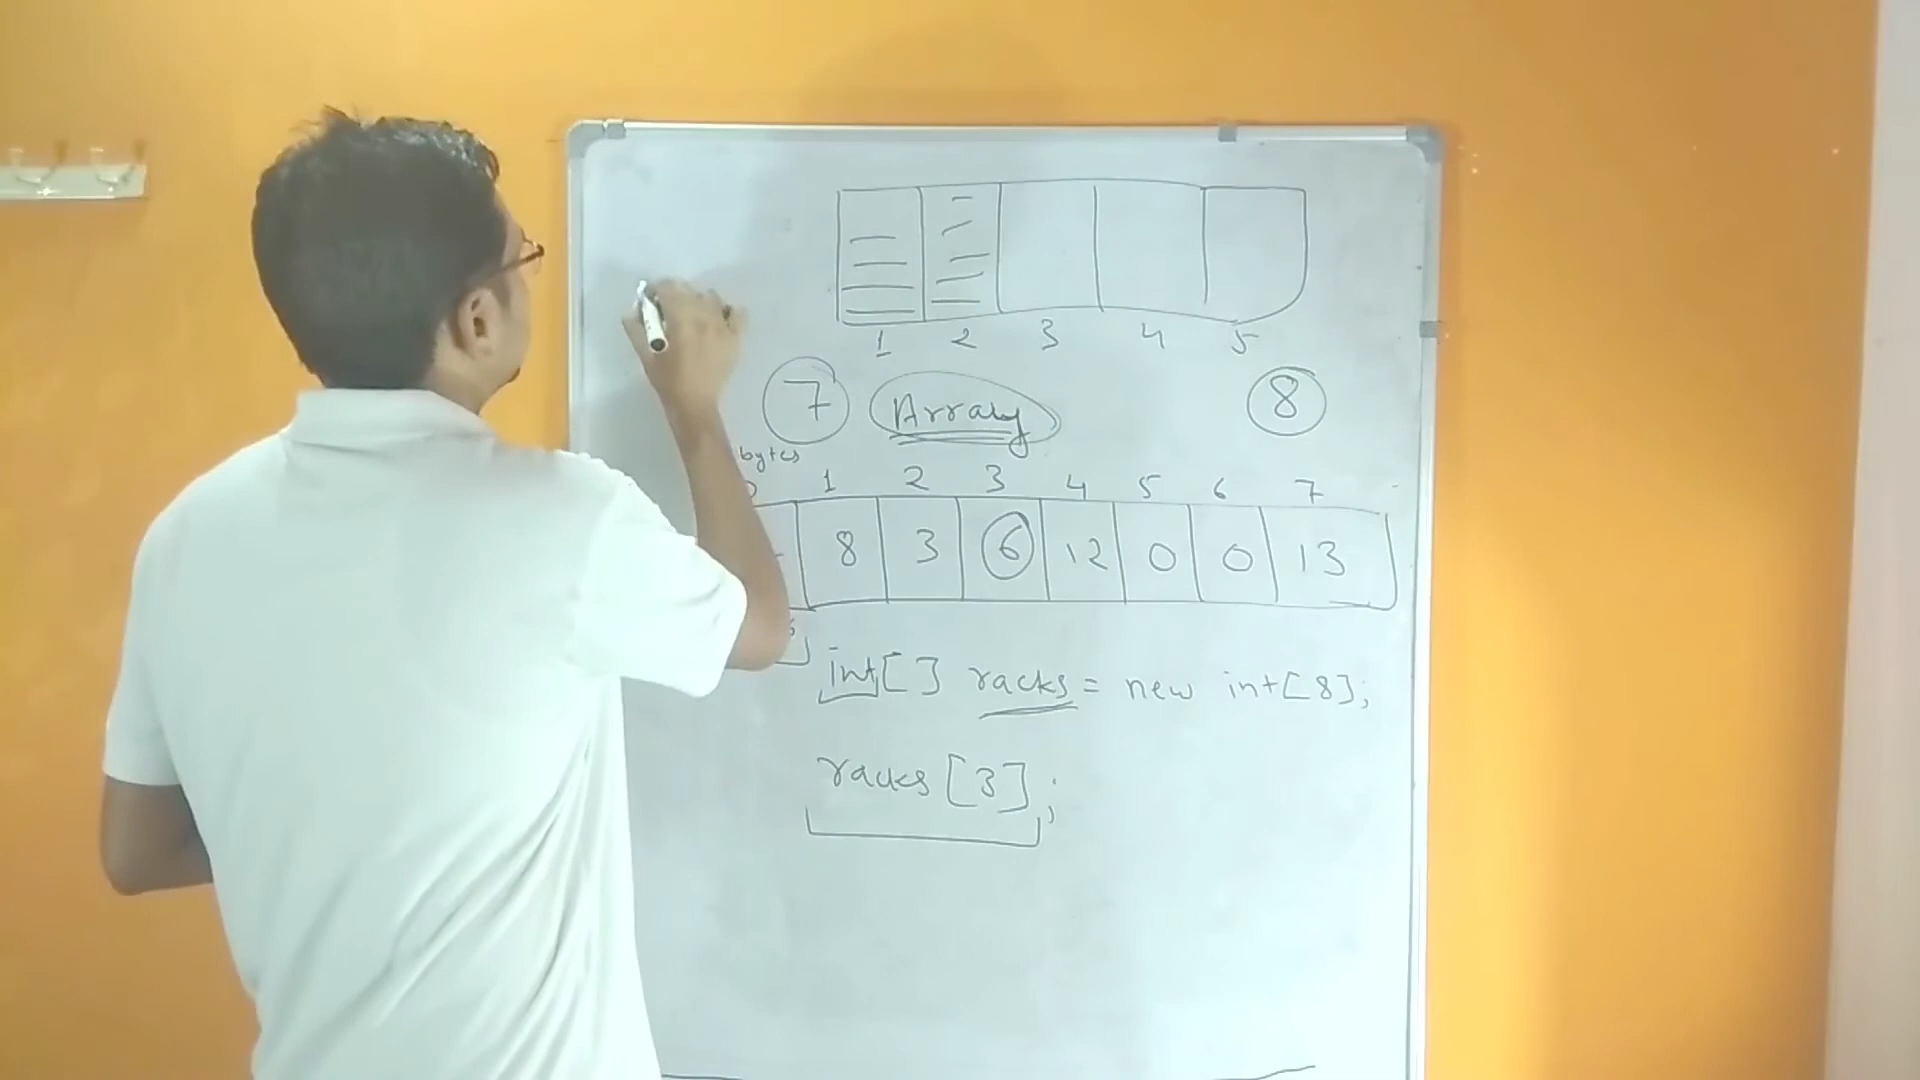 1 2 3 4 5
7 Array 8
bytes
1 2 3 4 5 6 7
8 3 6 12 0 0 13
int[] racks = new int[8];
racks[3];